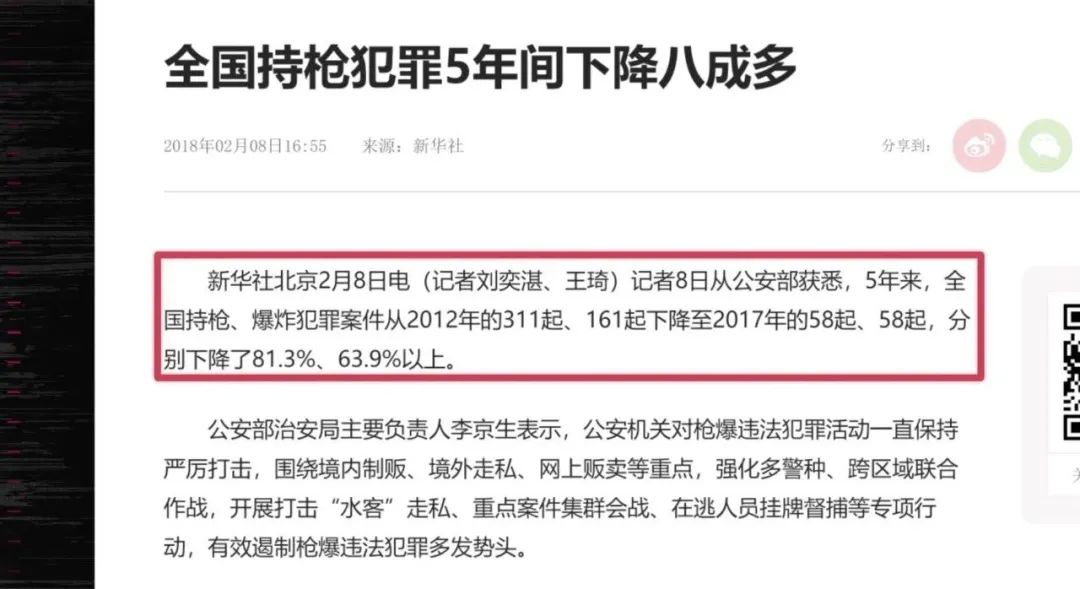 全国持枪犯罪5年间下降八成多
2018年02月08日16:55 来源：新华社 分享到：
新华社北京2月8日电（记者刘奕湛、王琦）记者8日从公安部获悉，5年来，全
国持枪、爆炸犯罪案件从2012年的311起、161起下降至2017年的58起、58起，分
别下降了81.3%、63.9%以上。
公安部治安局主要负责人李京生表示，公安机关对枪爆违法犯罪活动一直保持
严厉打击，围绕境内制贩、境外走私、网上贩卖等重点，强化多警种、跨区域联合
作战，开展打击“水客”走私、重点案件集群会战、在逃人员挂牌督捕等专项行
动，有效遏制枪爆违法犯罪多发势头。